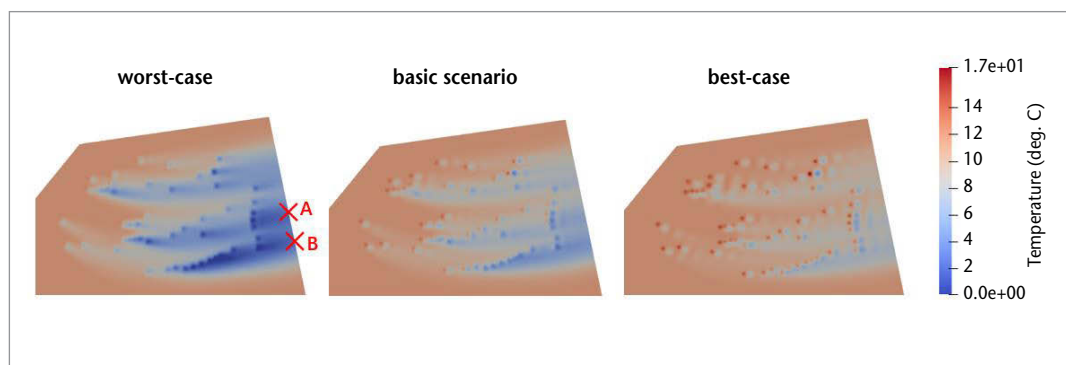 worst-case
basic scenario
best-case
A
B
1.7e+01
14
12
10
8
6
4
2
0.0e+00
Temperature (deg. C)